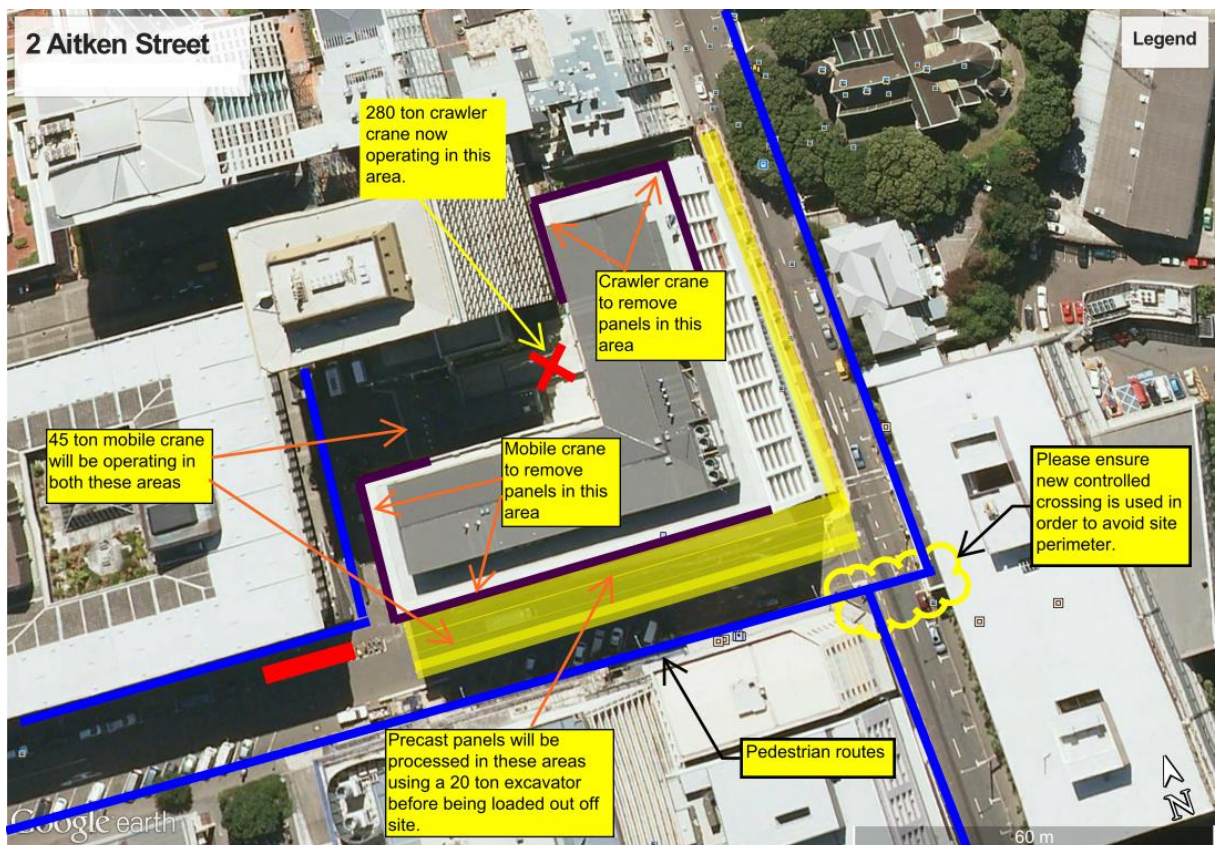 2 Aitken Street
Legend
280 ton crawler
crane now
operating in this
area.
Crawler crane
to remove
panels in this
area
45 ton mobile crane
will be operating in
both these areas
Mobile crane
to remove
panels in this
area
Please ensure
new controlled
crossing is used in
order to avoid site
perimeter.
Precast panels will be
processed in these areas
using a 20 ton excavator
before being loaded out off
site.
Pedestrian routes
Google earth
N
60 m